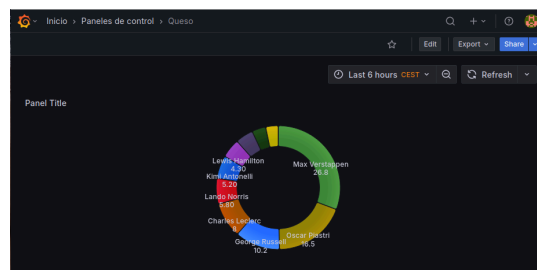 Inicio › Paneles de control › Queso
Edit
Export
Share
Last 6 hours CEST
Refresh
Panel Title
Max Verstappen
26.8
Oscar Piastri
16.5
George Russell
10.2
Charles Leclerc
8
Lando Norris
5.80
Kimi Antonelli
5.20
Lewis Hamilton
4.30